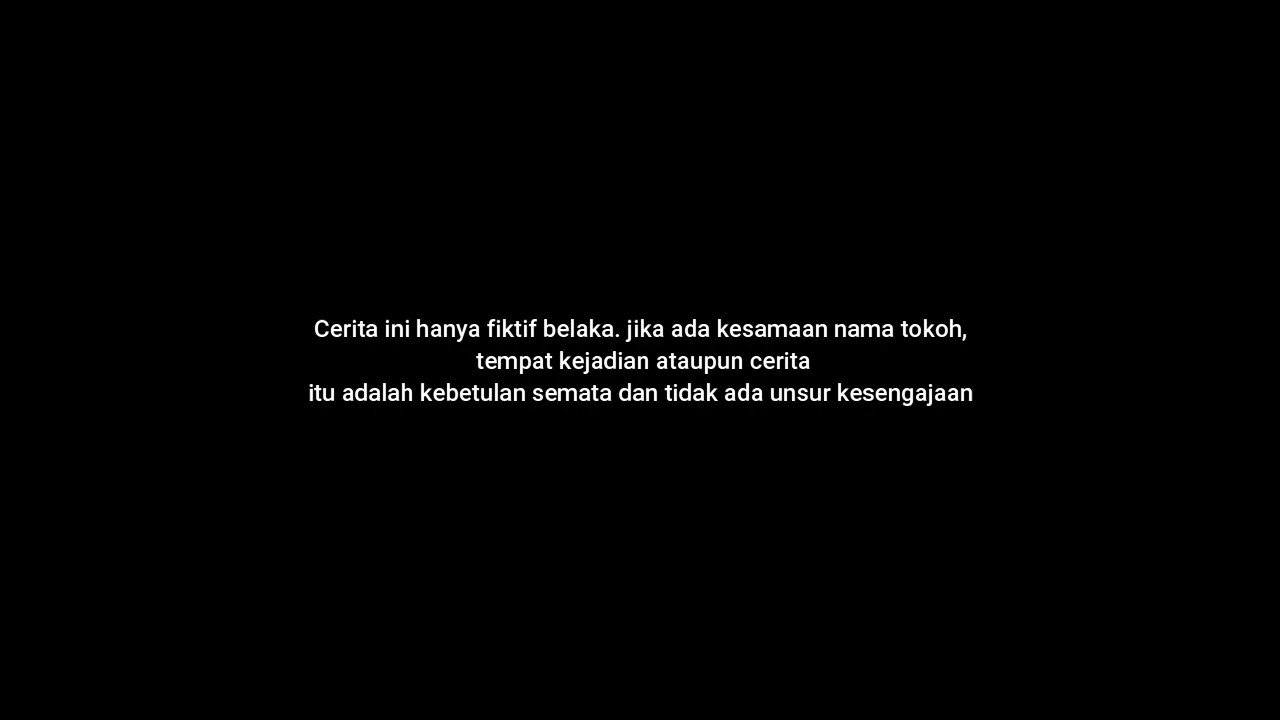 Cerita ini hanya fiktif belaka. jika ada kesamaan nama tokoh,
tempat kejadian ataupun cerita
itu adalah kebetulan semata dan tidak ada unsur kesengajaan